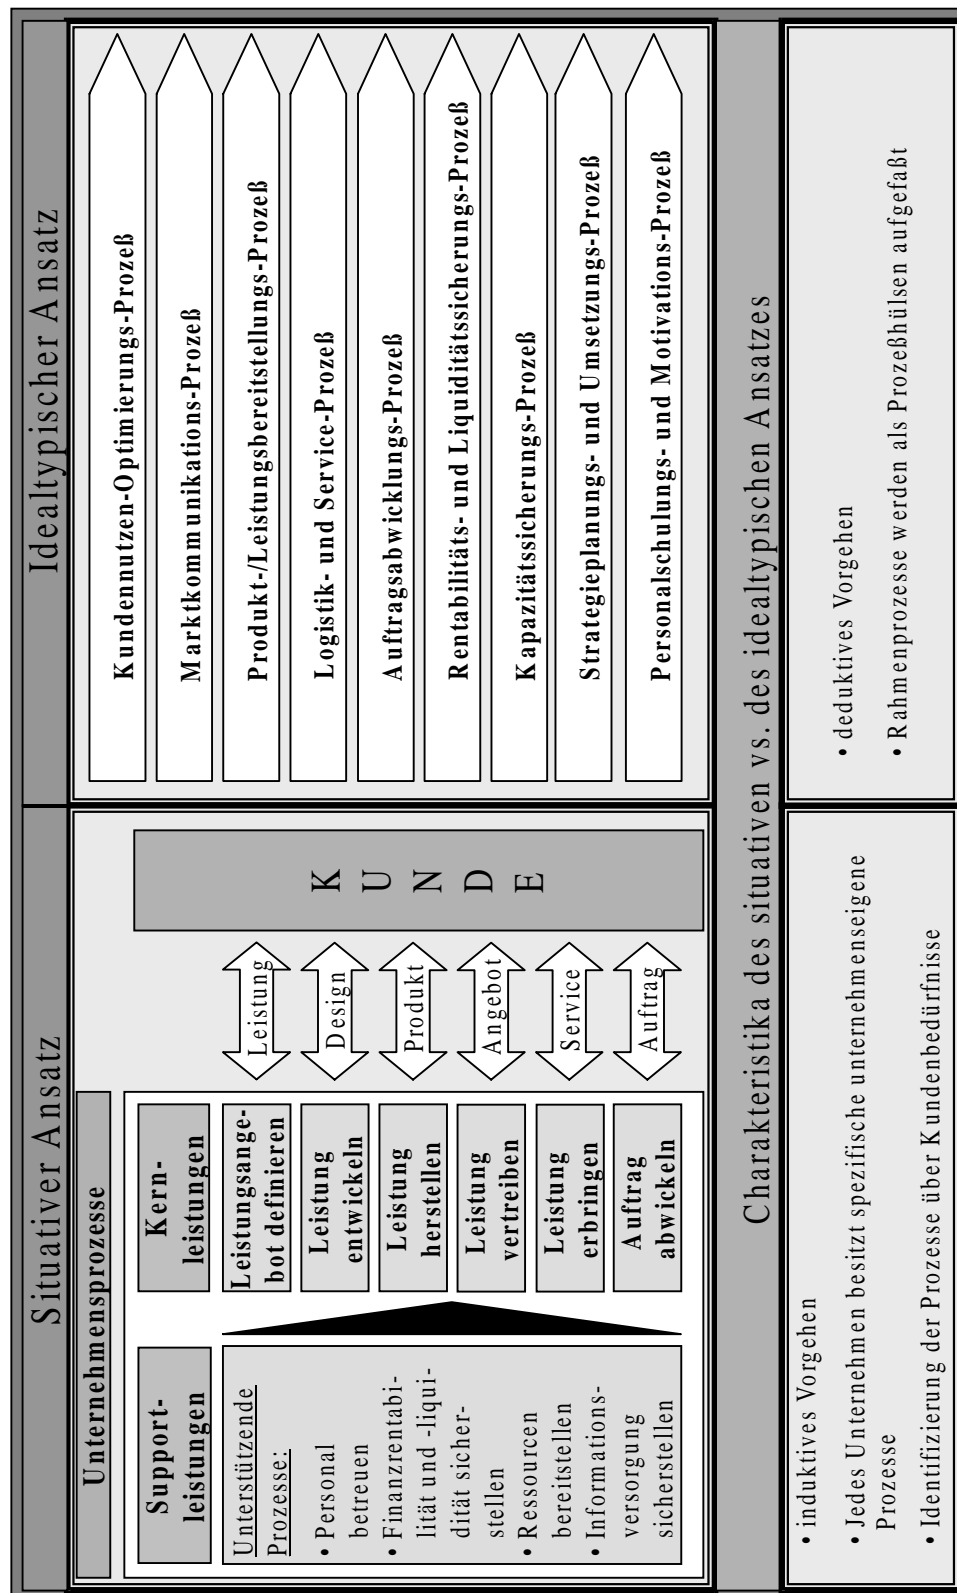 Situativer Ansatz
Idealtypischer Ansatz
Unternehmensprozesse
Support-
leistungen
Kern-
leistungen
Unterstützende
Prozesse:
• Personal
betreuen
• Finanzrentabi-
lität und -liqui-
dität sicher-
stellen
• Ressourcen
bereitstellen
• Informations-
versorgung
sicherstellen
Leistungsange-
bot definieren
Leistung
entwickeln
Leistung
herstellen
Leistung
vertreiben
Leistung
erbringen
Auftrag
abwickeln
Leistung
Design
Produkt
Angebot
Service
Auftrag
K
U
N
D
E
Kundennutzen-Optimierungs-Prozeß
Marktkommunikations-Prozeß
Produkt-/Leistungsbereitstellungs-Prozeß
Logistik- und Service-Prozeß
Auftragsabwicklungs-Prozeß
Rentabilitäts- und Liquiditätssicherungs-Prozeß
Kapazitätssicherungs-Prozeß
Strategieplanungs- und Umsetzungs-Prozeß
Personalschulungs- und Motivations-Prozeß
Charakteristika des situativen vs. des idealtypischen Ansatzes
• induktives Vorgehen
• Jedes Unternehmen besitzt spezifische unternehmenseigene
Prozesse
• Identifizierung der Prozesse über Kundenbedürfnisse
• deduktives Vorgehen
• Rahmenprozesse werden als Prozeßhülsen aufgefaßt